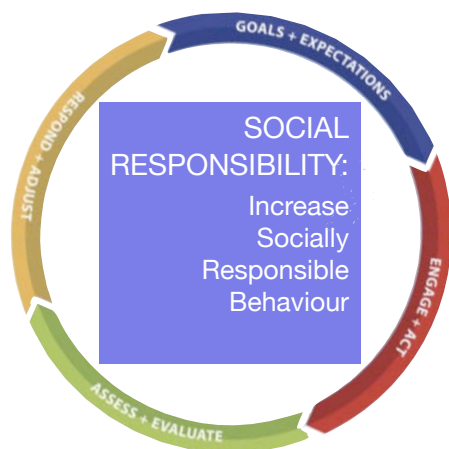 GOALS + EXPECTATIONS
SOCIAL
RESPONSIBILITY:
Increase
Socially
Responsible
Behaviour
ENGAGE + ACT
ASSESS + EVALUATE
RESPOND + ADJUST